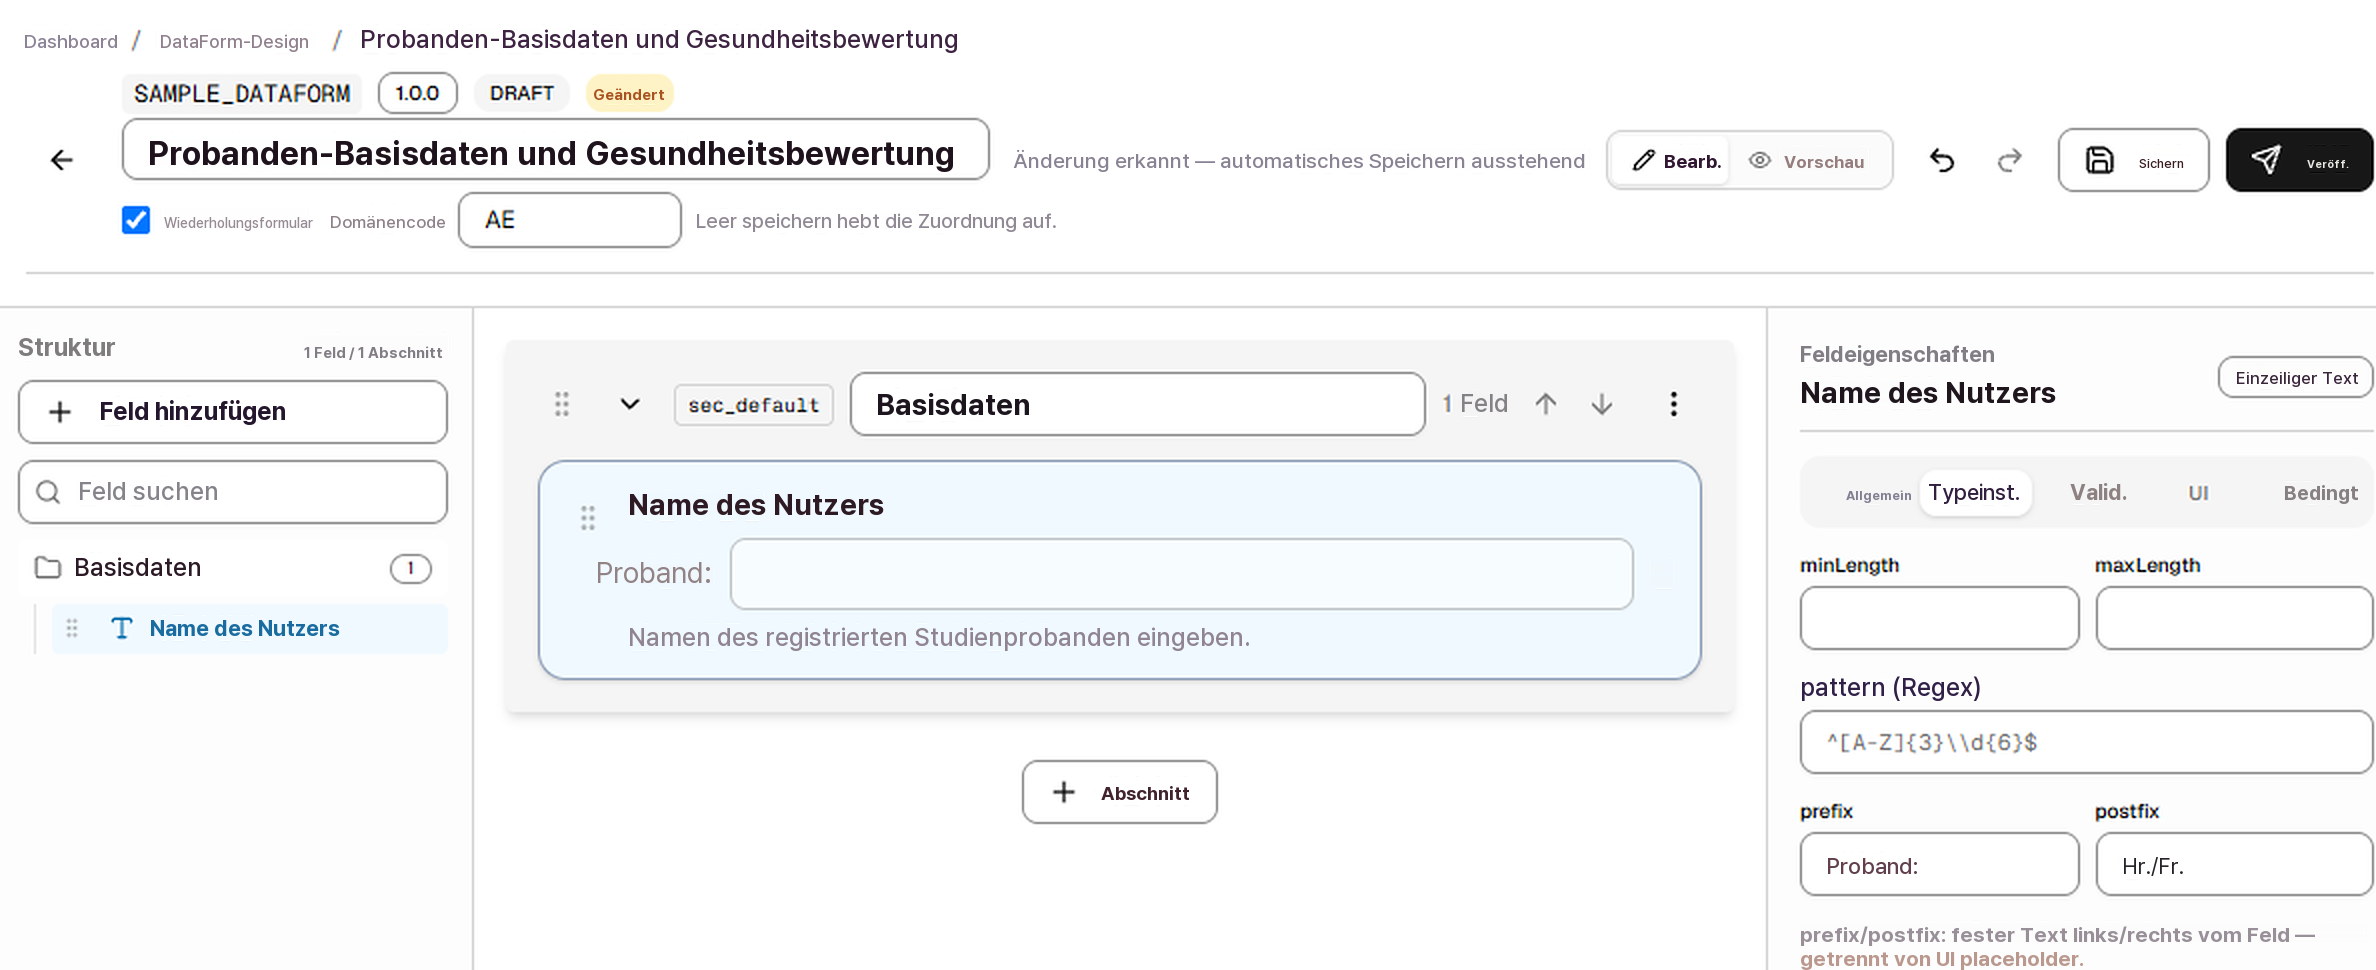 Dashboard / DataForm-Design / Probanden-Basisdaten und Gesundheitsbewertung
SAMPLE_DATAFORM 1.0.0 DRAFT Geändert
Probanden-Basisdaten und Gesundheitsbewertung
Änderung erkannt — automatisches Speichern ausstehend
Bearb. Vorschau
Sichern
Veröff.
Wiederholungsformular Domänencode AE Leer speichern hebt die Zuordnung auf.
Struktur
1 Feld / 1 Abschnitt
Feld hinzufügen
Feld suchen
Basisdaten 1
Name des Nutzers
sec_default Basisdaten 1 Feld
Name des Nutzers
Proband:
Namen des registrierten Studienprobanden eingeben.
Abschnitt
Feldeigenschaften
Name des Nutzers
Einzeiliger Text
Allgemein Typeinst. Valid. UI Bedingt
minLength maxLength
pattern (Regex)
^[A-Z]{3}\\d{6}$
prefix postfix
Proband: Hr./Fr.
prefix/postfix: fester Text links/rechts vom Feld —
getrennt von UI placeholder.